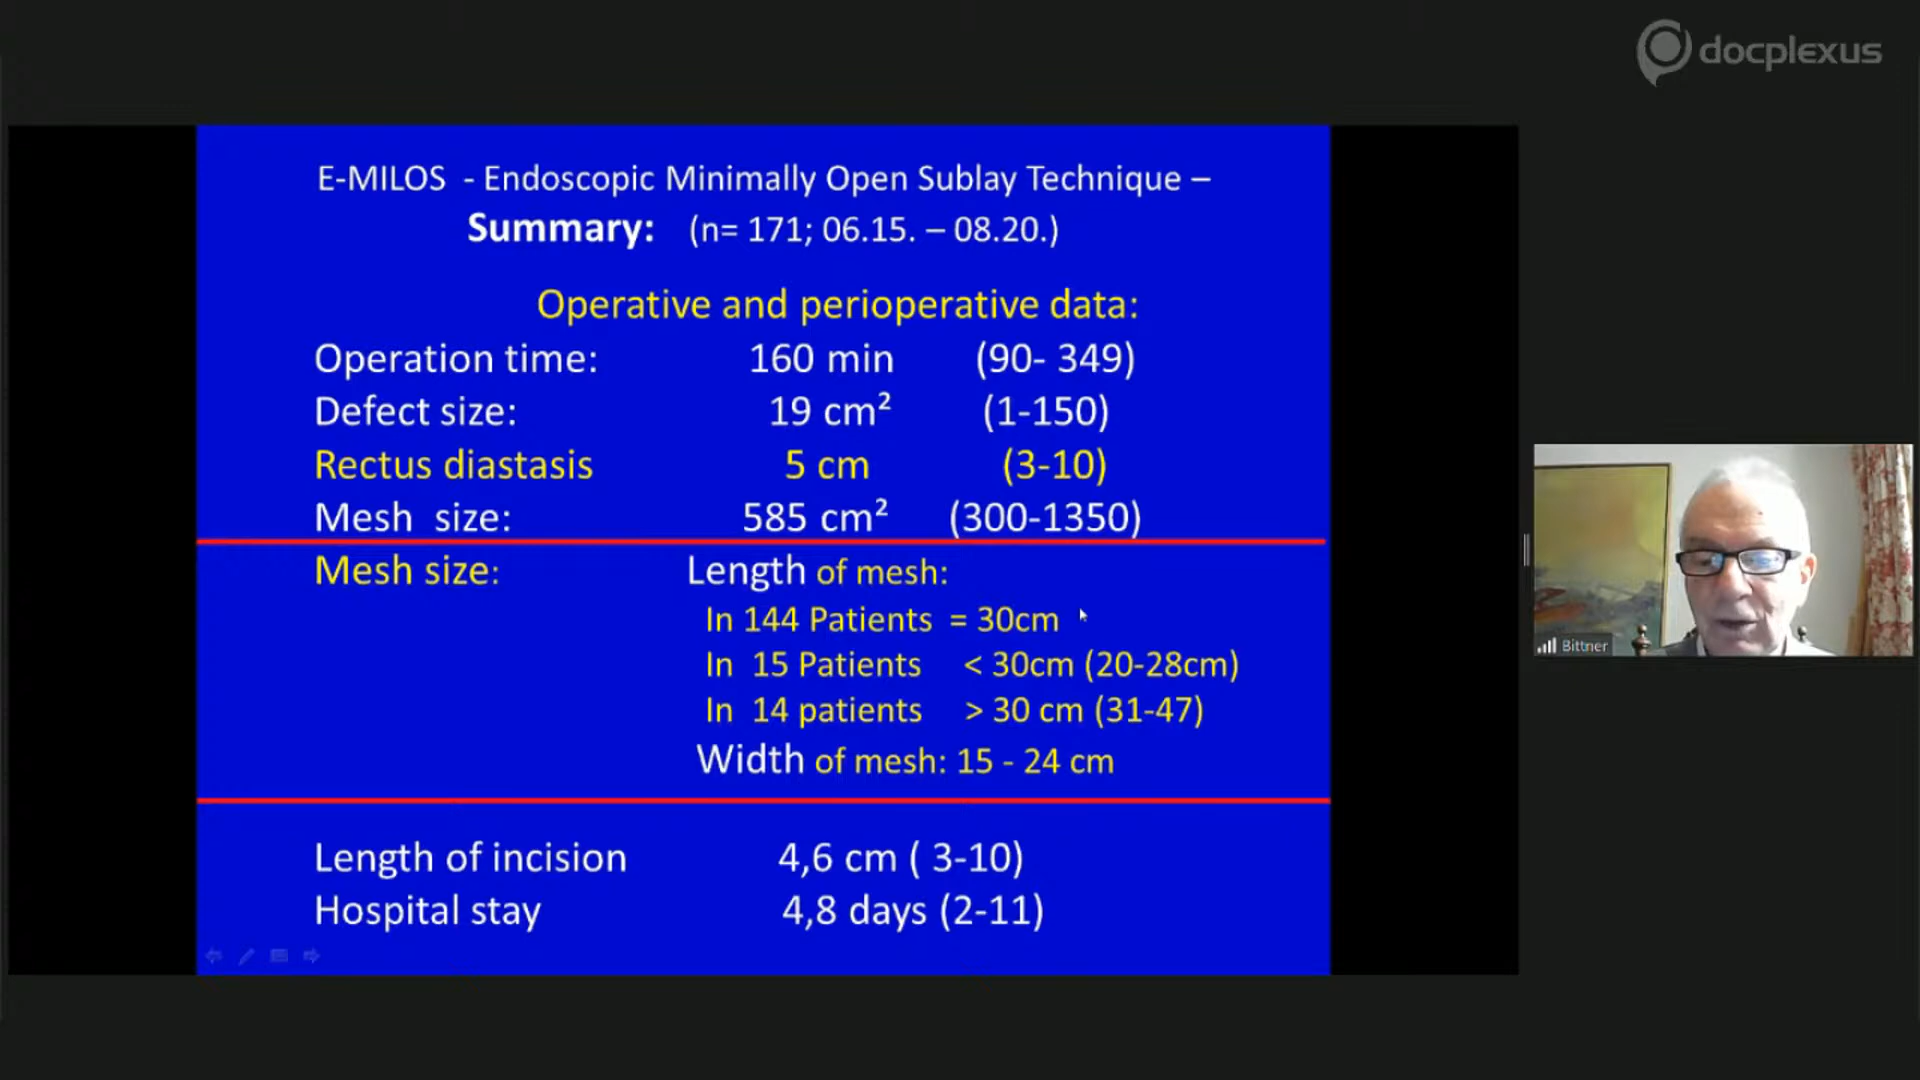 docplexus
E-MILOS - Endoscopic Minimally Open Sublay Technique –
Summary: (n= 171; 06.15. – 08.20.)
Operative and perioperative data:
Operation time: 160 min (90- 349)
Defect size: 19 cm² (1-150)
Rectus diastasis 5 cm (3-10)
Mesh size: 585 cm² (300-1350)
Mesh size: Length of mesh:
In 144 Patients = 30cm
In 15 Patients < 30cm (20-28cm)
In 14 patients > 30 cm (31-47)
Width of mesh: 15 - 24 cm
Length of incision 4,6 cm ( 3-10)
Hospital stay 4,8 days (2-11)
Bittner